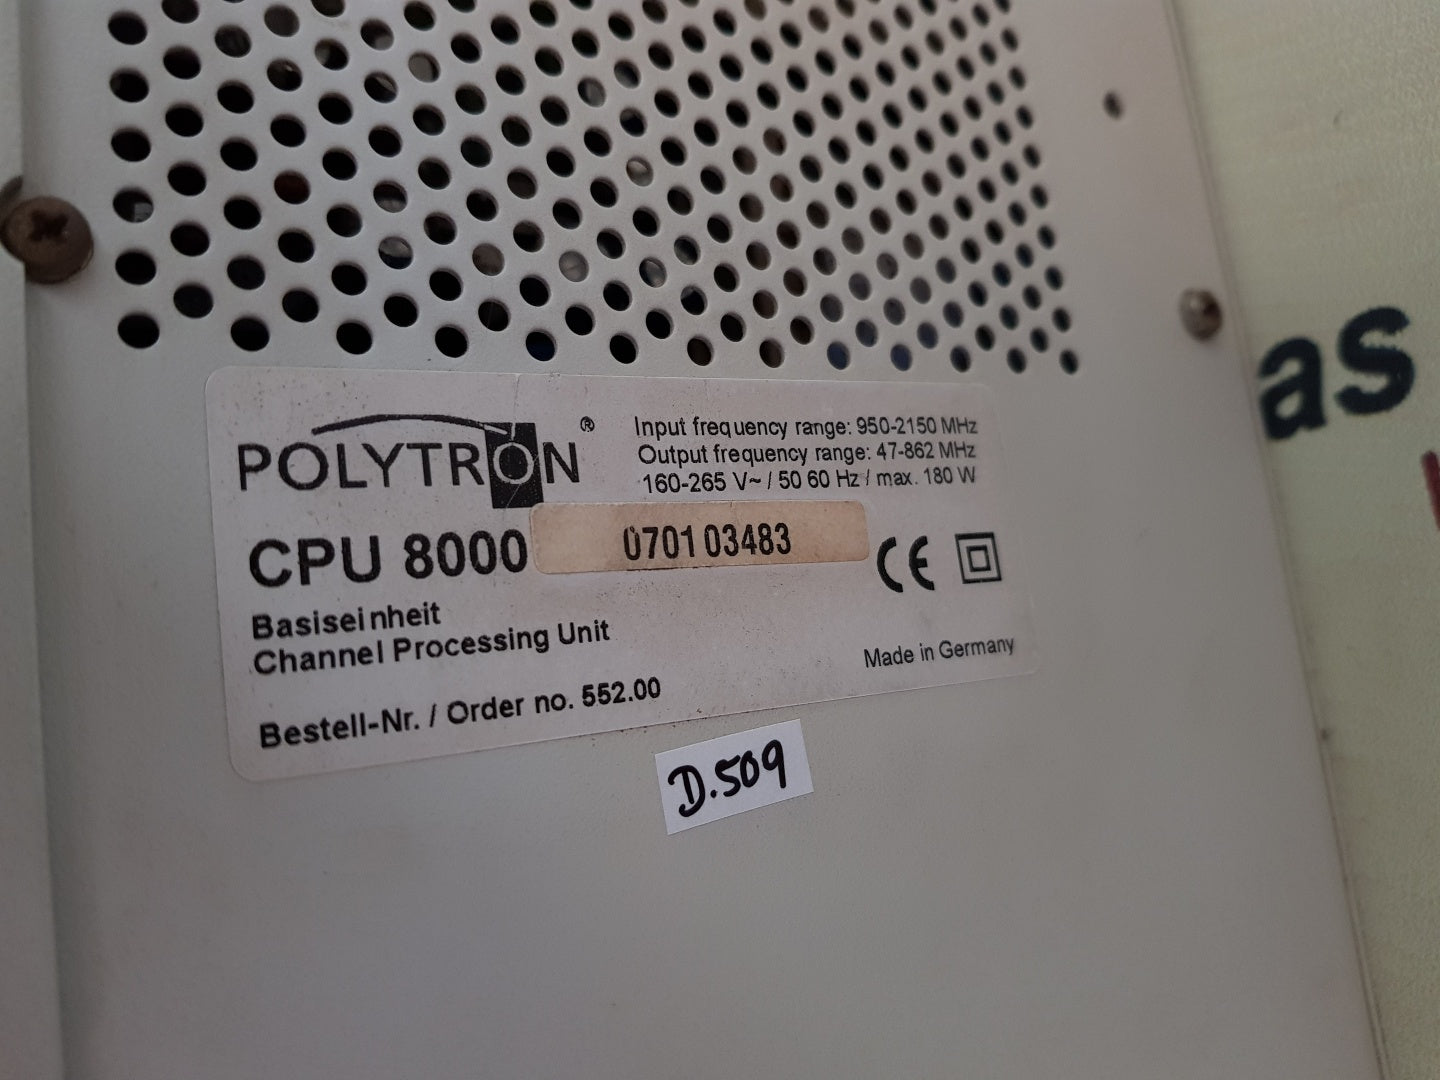 POLYTRON®
Input frequency range: 950-2150 MHz
Output frequency range: 47-862 MHz
160-265 V~ / 50 60 Hz / max. 180 W
CPU 8000
070103483
CE
Basiseinheit
Channel Processing Unit
Made in Germany
Bestell-Nr. / Order no. 552.00
D.509
as